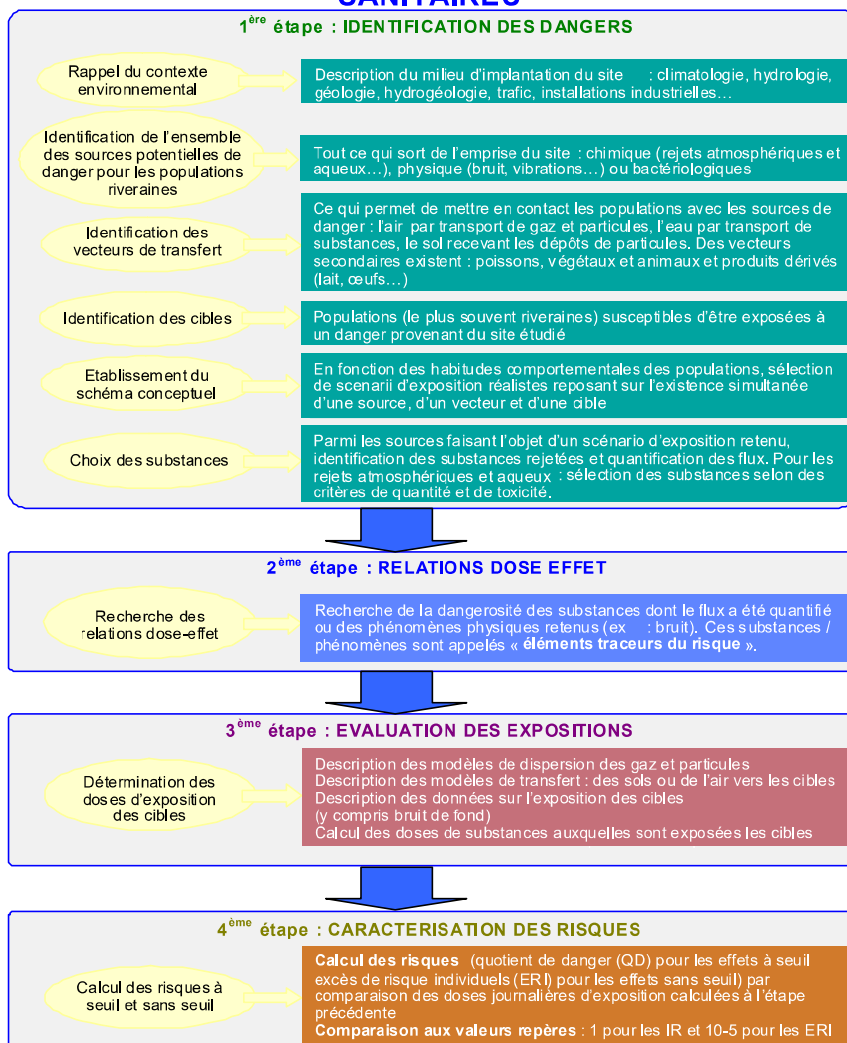 SANITAIRES
1ère étape : IDENTIFICATION DES DANGERS
Rappel du contexte
environnemental
Description du milieu d'implantation du site : climatologie, hydrologie,
géologie, hydrogéologie, trafic, installations industrielles…
Identification de l'ensemble
des sources potentielles de
danger pour les populations
riveraines
Tout ce qui sort de l'emprise du site : chimique (rejets atmosphériques et
aqueux…), physique (bruit, vibrations…) ou bactériologiques
Identification des
vecteurs de transfert
Ce qui permet de mettre en contact les populations avec les sources de
danger : l'air par transport de gaz et particules, l'eau par transport de
substances, le sol recevant les dépôts de particules. Des vecteurs
secondaires existent : poissons, végétaux et animaux et produits dérivés
(lait, œufs…)
Identification des cibles
Populations (le plus souvent riveraines) susceptibles d'être exposées à
un danger provenant du site étudié
Etablissement du
schéma conceptuel
En fonction des habitudes comportementales des populations, sélection
de scenarii d'exposition réalistes reposant sur l'existence simultanée
d'une source, d'un vecteur et d'une cible
Choix des substances
Parmi les sources faisant l'objet d'un scénario d'exposition retenu,
identification des substances rejetées et quantification des flux. Pour les
rejets atmosphériques et aqueux : sélection des substances selon des
critères de quantité et de toxicité.
2ème étape : RELATIONS DOSE EFFET
Recherche des
relations dose-effet
Recherche de la dangerosité des substances dont le flux a été quantifié
ou des phénomènes physiques retenus (ex : bruit). Ces substances /
phénomènes sont appelés « éléments traceurs du risque ».
3ème étape : EVALUATION DES EXPOSITIONS
Détermination des
doses d'exposition
des cibles
Description des modèles de dispersion des gaz et particules
Description des modèles de transfert : des sols ou de l'air vers les cibles
Description des données sur l'exposition des cibles
(y compris bruit de fond)
Calcul des doses de substances auxquelles sont exposées les cibles
4ème étape : CARACTERISATION DES RISQUES
Calcul des risques à
seuil et sans seuil
Calcul des risques (quotient de danger (QD) pour les effets à seuil
excès de risque individuels (ERI) pour les effets sans seuil) par
comparaison des doses journalières d'exposition calculées à l'étape
précédente
Comparaison aux valeurs repères : 1 pour les IR et 10-5 pour les ERI